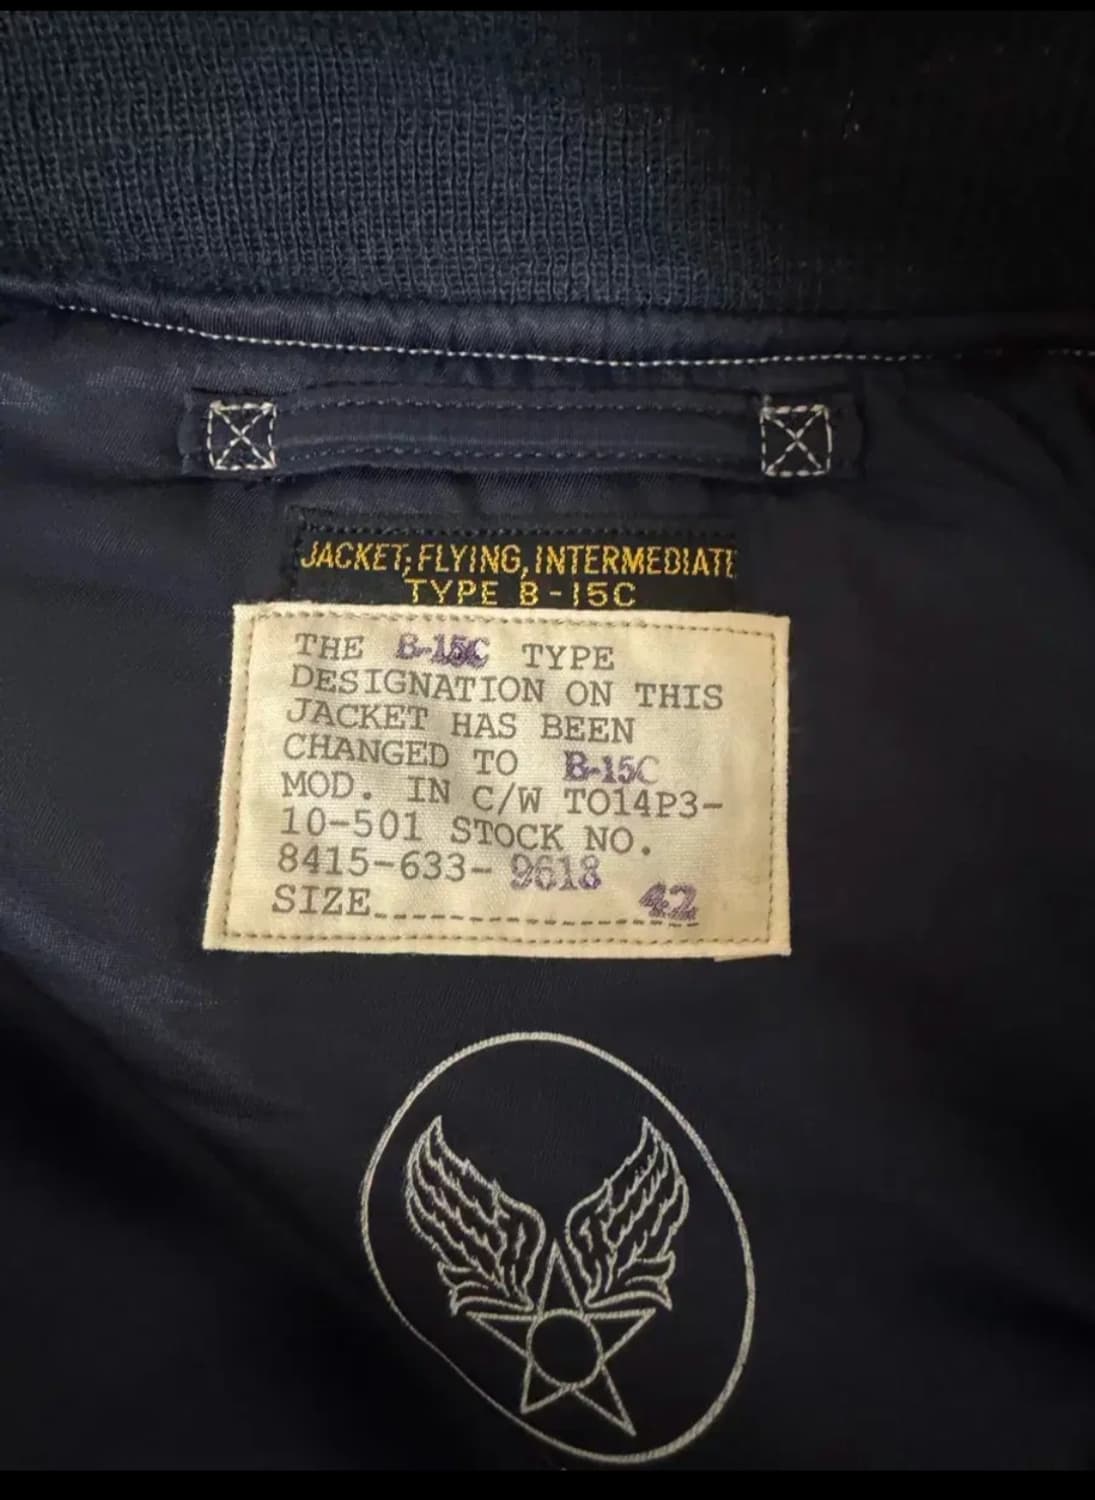 JACKET, FLYING, INTERMEDIATE
TYPE B-15C
THE B-15C TYPE
DESIGNATION ON THIS
JACKET HAS BEEN
CHANGED TO B-15C
MOD. IN C/W TO14P3-
10-501 STOCK NO.
8415-633-9618
SIZE 42